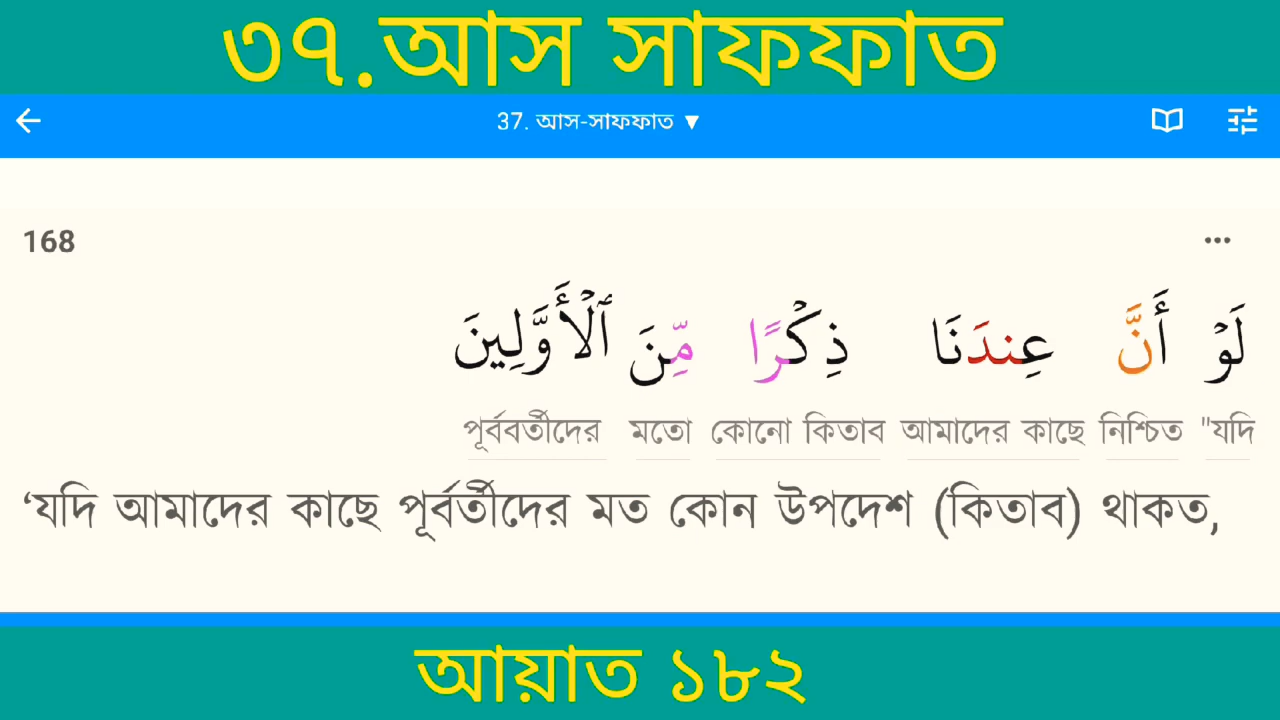 ৩৭.আস সাফফাত
37. আস-সাফফাত ▼
168
لَوْ أَنَّ عِندَنَا ذِكْرًا مِّنَ ٱلْأَوَّلِينَ
পূর্ববর্তীদের মতো কোনো কিতাব আমাদের কাছে নিশ্চিত "যদি
‘যদি আমাদের কাছে পূর্বর্তীদের মত কোন উপদেশ (কিতাব) থাকত,
আয়াত ১৮২